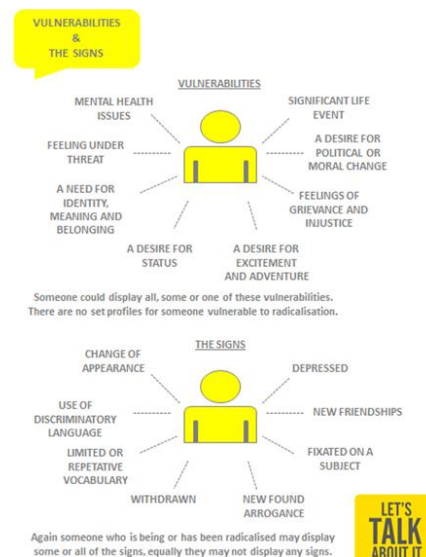 VULNERABILITIES
&
THE SIGNS
VULNERABILITIES
MENTAL HEALTH
ISSUES
SIGNIFICANT LIFE
EVENT
FEELING UNDER
THREAT
A DESIRE FOR
POLITICAL OR
MORAL CHANGE
A NEED FOR
IDENTITY,
MEANING AND
BELONGING
FEELINGS OF
GRIEVANCE AND
INJUSTICE
A DESIRE FOR
STATUS
A DESIRE FOR
EXCITEMENT
AND ADVENTURE
Someone could display all, some or one of these vulnerabilities.
There are no set profiles for someone vulnerable to radicalisation.
THE SIGNS
CHANGE OF
APPEARANCE
DEPRESSED
USE OF
DISCRIMINATORY
LANGUAGE
NEW FRIENDSHIPS
LIMITED OR
REPETATIVE
VOCABULARY
FIXATED ON A
SUBJECT
WITHDRAWN
NEW FOUND
ARROGANCE
Again someone who is being or has been radicalised may display
some or all of the signs, equally they may not display any signs.
LET'S
TALK
ABOUT IT